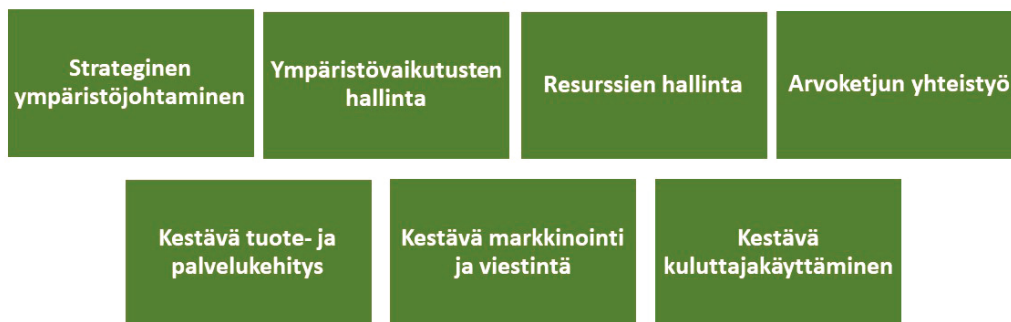 Strateginen
ympäristöjohtaminen
Ympäristövaikutusten
hallinta
Resurssien hallinta
Arvoketjun yhteistyö
Kestävä tuote- ja
palvelukehitys
Kestävä markkinointi
ja viestintä
Kestävä
kuluttajakäyttäminen